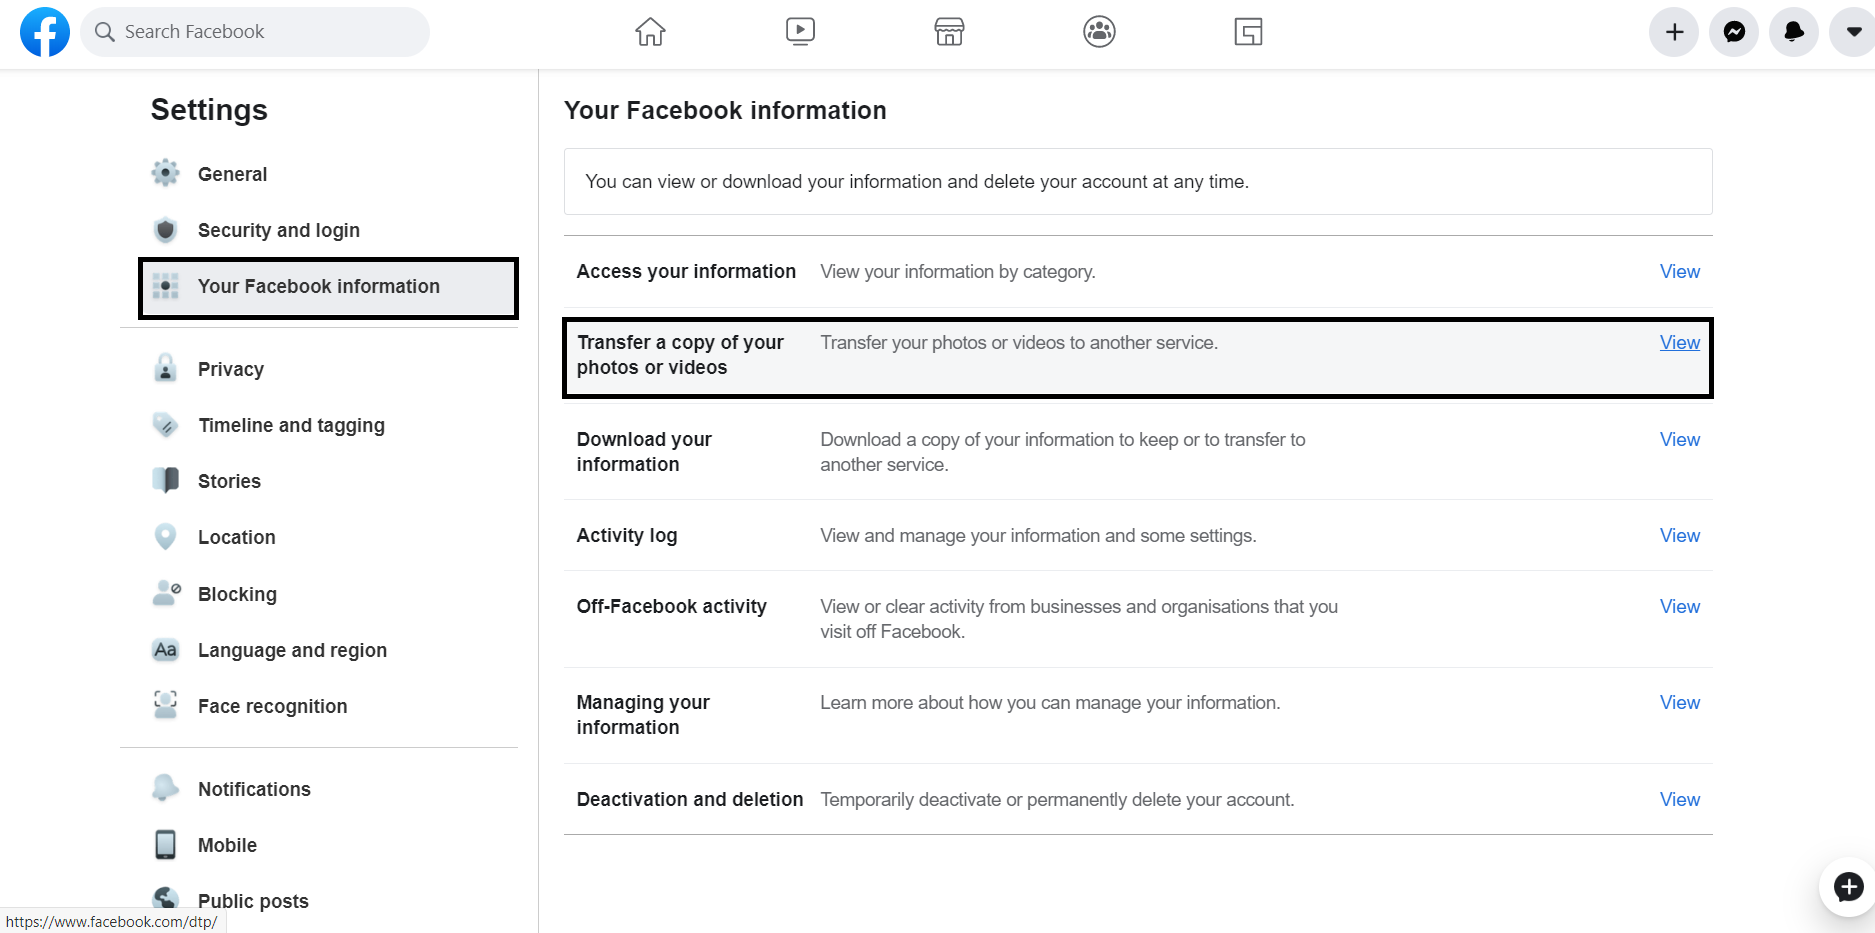 Search Facebook
Settings
General
Security and login
Your Facebook information
Privacy
Timeline and tagging
Stories
Location
Blocking
Aa Language and region
Face recognition
Notifications
Mobile
Public posts
https://www.facebook.com/dtp/
Your Facebook information
You can view or download your information and delete your account at any time.
Access your information View your information by category. View
Transfer a copy of your Transfer your photos or videos to another service. View
photos or videos
Download your Download a copy of your information to keep or to transfer to View
information another service.
Activity log View and manage your information and some settings. View
Off-Facebook activity View or clear activity from businesses and organisations that you View
visit off Facebook.
Managing your Learn more about how you can manage your information. View
information
Deactivation and deletion Temporarily deactivate or permanently delete your account. View